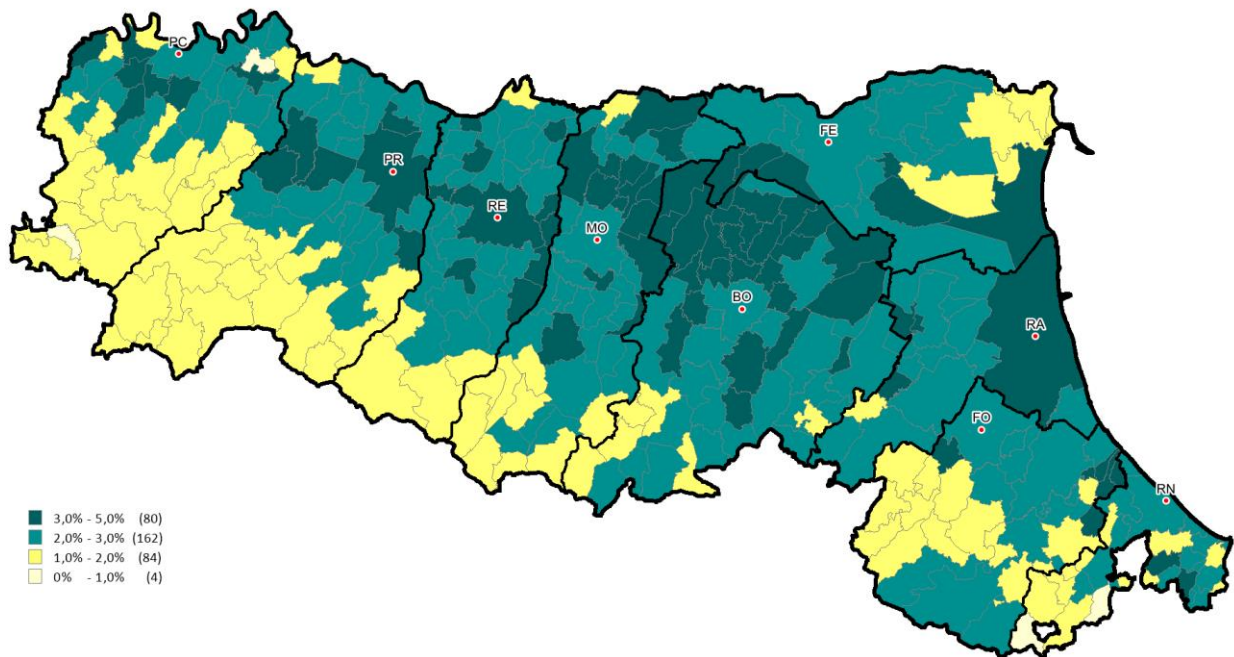 PC
PR
RE
MO
FE
BO
RA
FO
RN
3,0% - 5,0% (80)
2,0% - 3,0% (162)
1,0% - 2,0% (84)
0% - 1,0% (4)